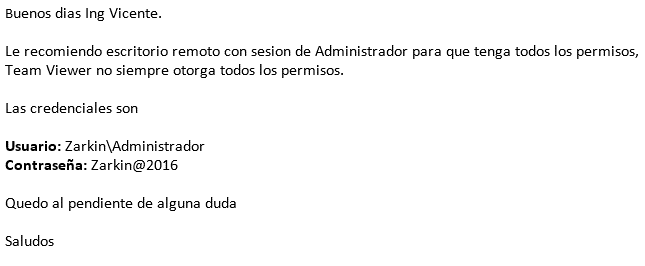 Buenos dias Ing Vicente.
Le recomiendo escritorio remoto con sesion de Administrador para que tenga todos los permisos,
Team Viewer no siempre otorga todos los permisos.
Las credenciales son
Usuario: Zarkin\Administrador
Contraseña: Zarkin@2016
Quedo al pendiente de alguna duda
Saludos